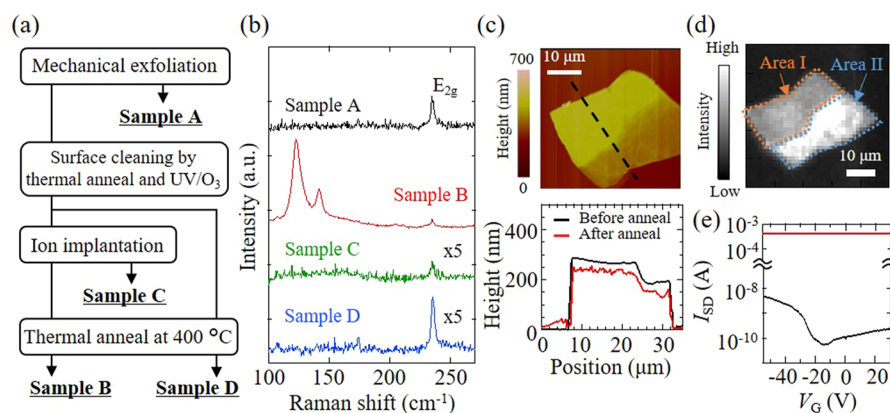 (a)
Mechanical exfoliation
Sample A
Surface cleaning by
thermal anneal and UV/O3
Ion implantation
Sample C
Thermal anneal at 400 °C
Sample B
Sample D
(b)
Intensity (a.u.)
E2g
Sample A
Sample B
Sample C
x5
Sample D
x5
100
150
200
250
Raman shift (cm-1)
(c)
700
Height (nm)
0
10 μm
Before anneal
After anneal
Height (nm)
400
200
0
0
10
20
30
Position (μm)
(d)
High
Intensity
Low
Area I
Area II
10 μm
(e)
ISD (A)
10-3
10-4
10-8
10-10
-40
-20
0
20
VG (V)